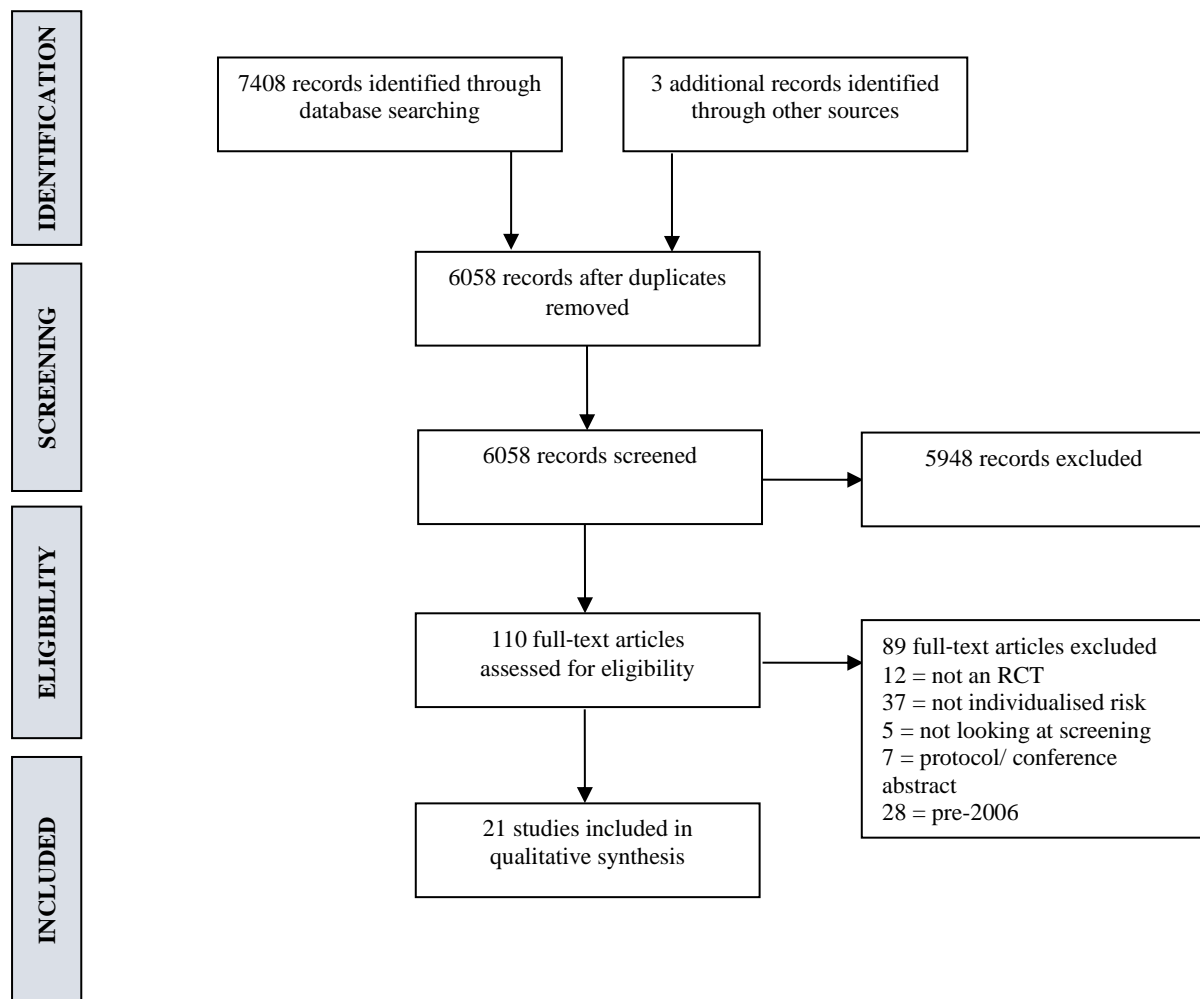 IDENTIFICATION
7408 records identified through
database searching
3 additional records identified
through other sources
SCREENING
6058 records after duplicates
removed
6058 records screened
5948 records excluded
ELIGIBILITY
110 full-text articles
assessed for eligibility
89 full-text articles excluded
12 = not an RCT
37 = not individualised risk
5 = not looking at screening
7 = protocol/ conference
abstract
28 = pre-2006
INCLUDED
21 studies included in
qualitative synthesis